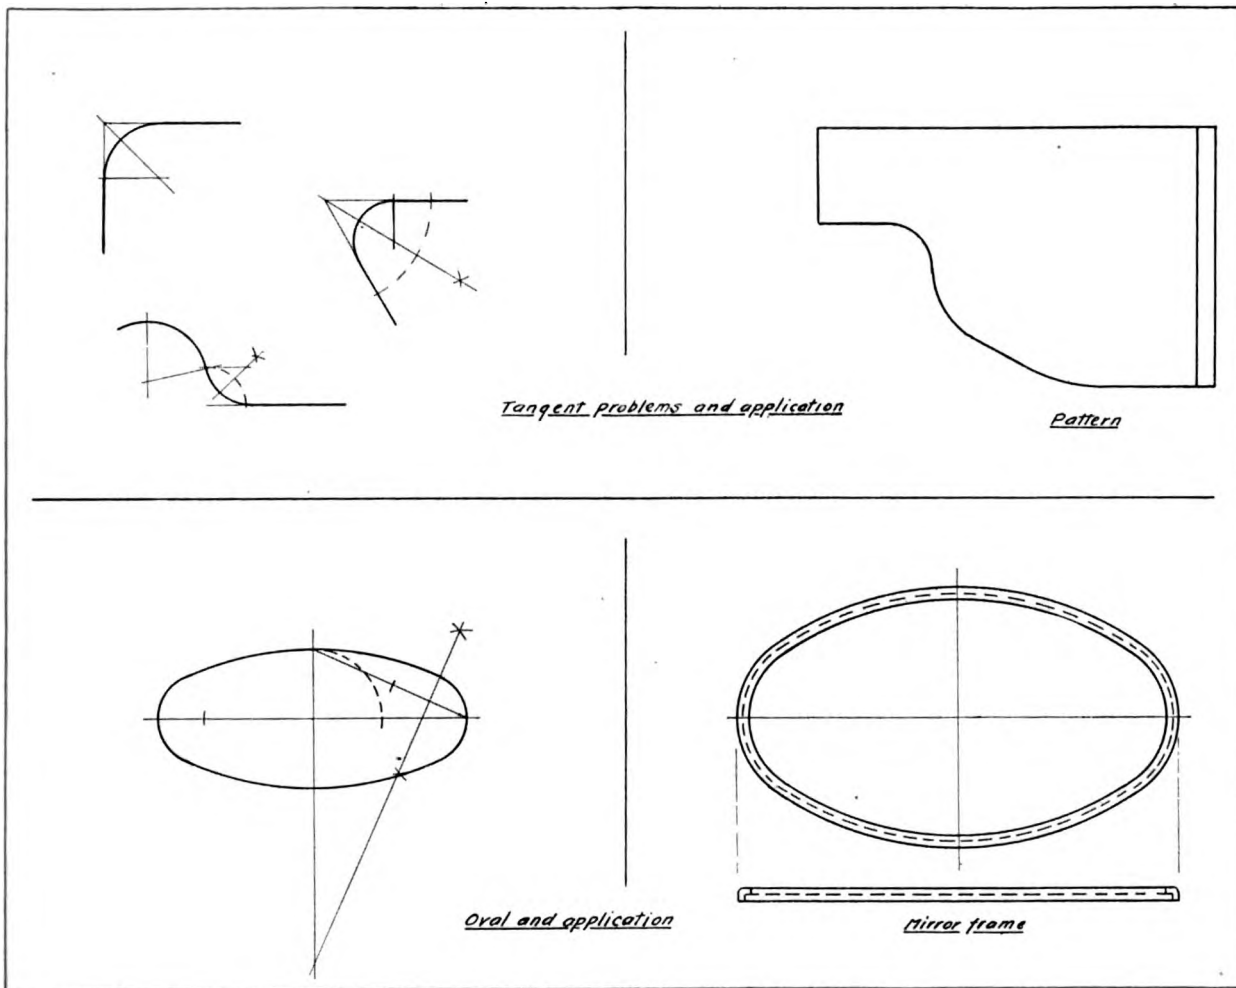 Tangent problems and application
Pattern
Oval and application
Mirror frame